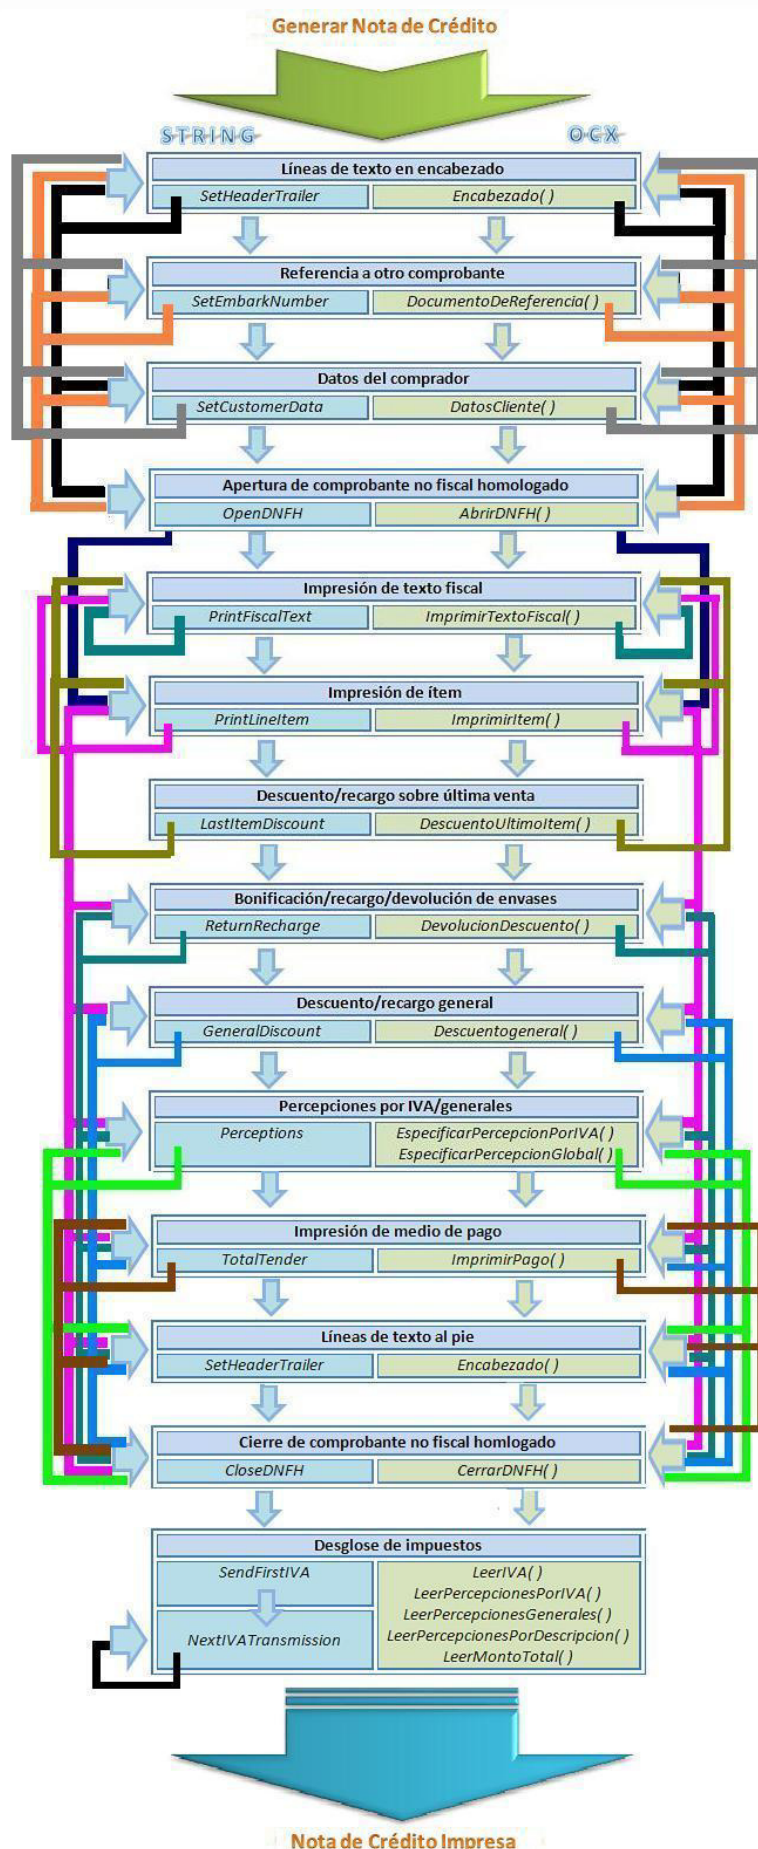 Generar Nota de Crédito
STRING OCX
Líneas de texto en encabezado
SetHeaderTrailer Encabezado( )
Referencia a otro comprobante
SetEmbarkNumber DocumentoDeReferencia( )
Datos del comprador
SetCustomerData DatosCliente( )
Apertura de comprobante no fiscal homologado
OpenDNFH AbrirDNFH( )
Impresión de texto fiscal
PrintFiscalText ImprimirTextoFiscal( )
Impresión de ítem
PrintLineItem ImprimirItem( )
Descuento/recargo sobre última venta
LastItemDiscount DescuentoUltimoItem( )
Bonificación/recargo/devolución de envases
ReturnRecharge DevolucionDescuento( )
Descuento/recargo general
GeneralDiscount Descuentogeneral( )
Percepciones por IVA/generales
Perceptions EspecificarPercepcionPorIVA( )
EspecificarPercepcionGlobal( )
Impresión de medio de pago
TotalTender ImprimirPago( )
Líneas de texto al pie
SetHeaderTrailer Encabezado( )
Cierre de comprobante no fiscal homlogado
CloseDNFH CerrarDNFH( )
Desglose de impuestos
SendFirstIVA LeerIVA( )
LeerPercepcionesPorIVA( )
LeerPercepcionesGenerales( )
NextIVATransmission LeerPercepcionesPorDescripcion( )
LeerMontoTotal( )
Nota de Crédito Impresa